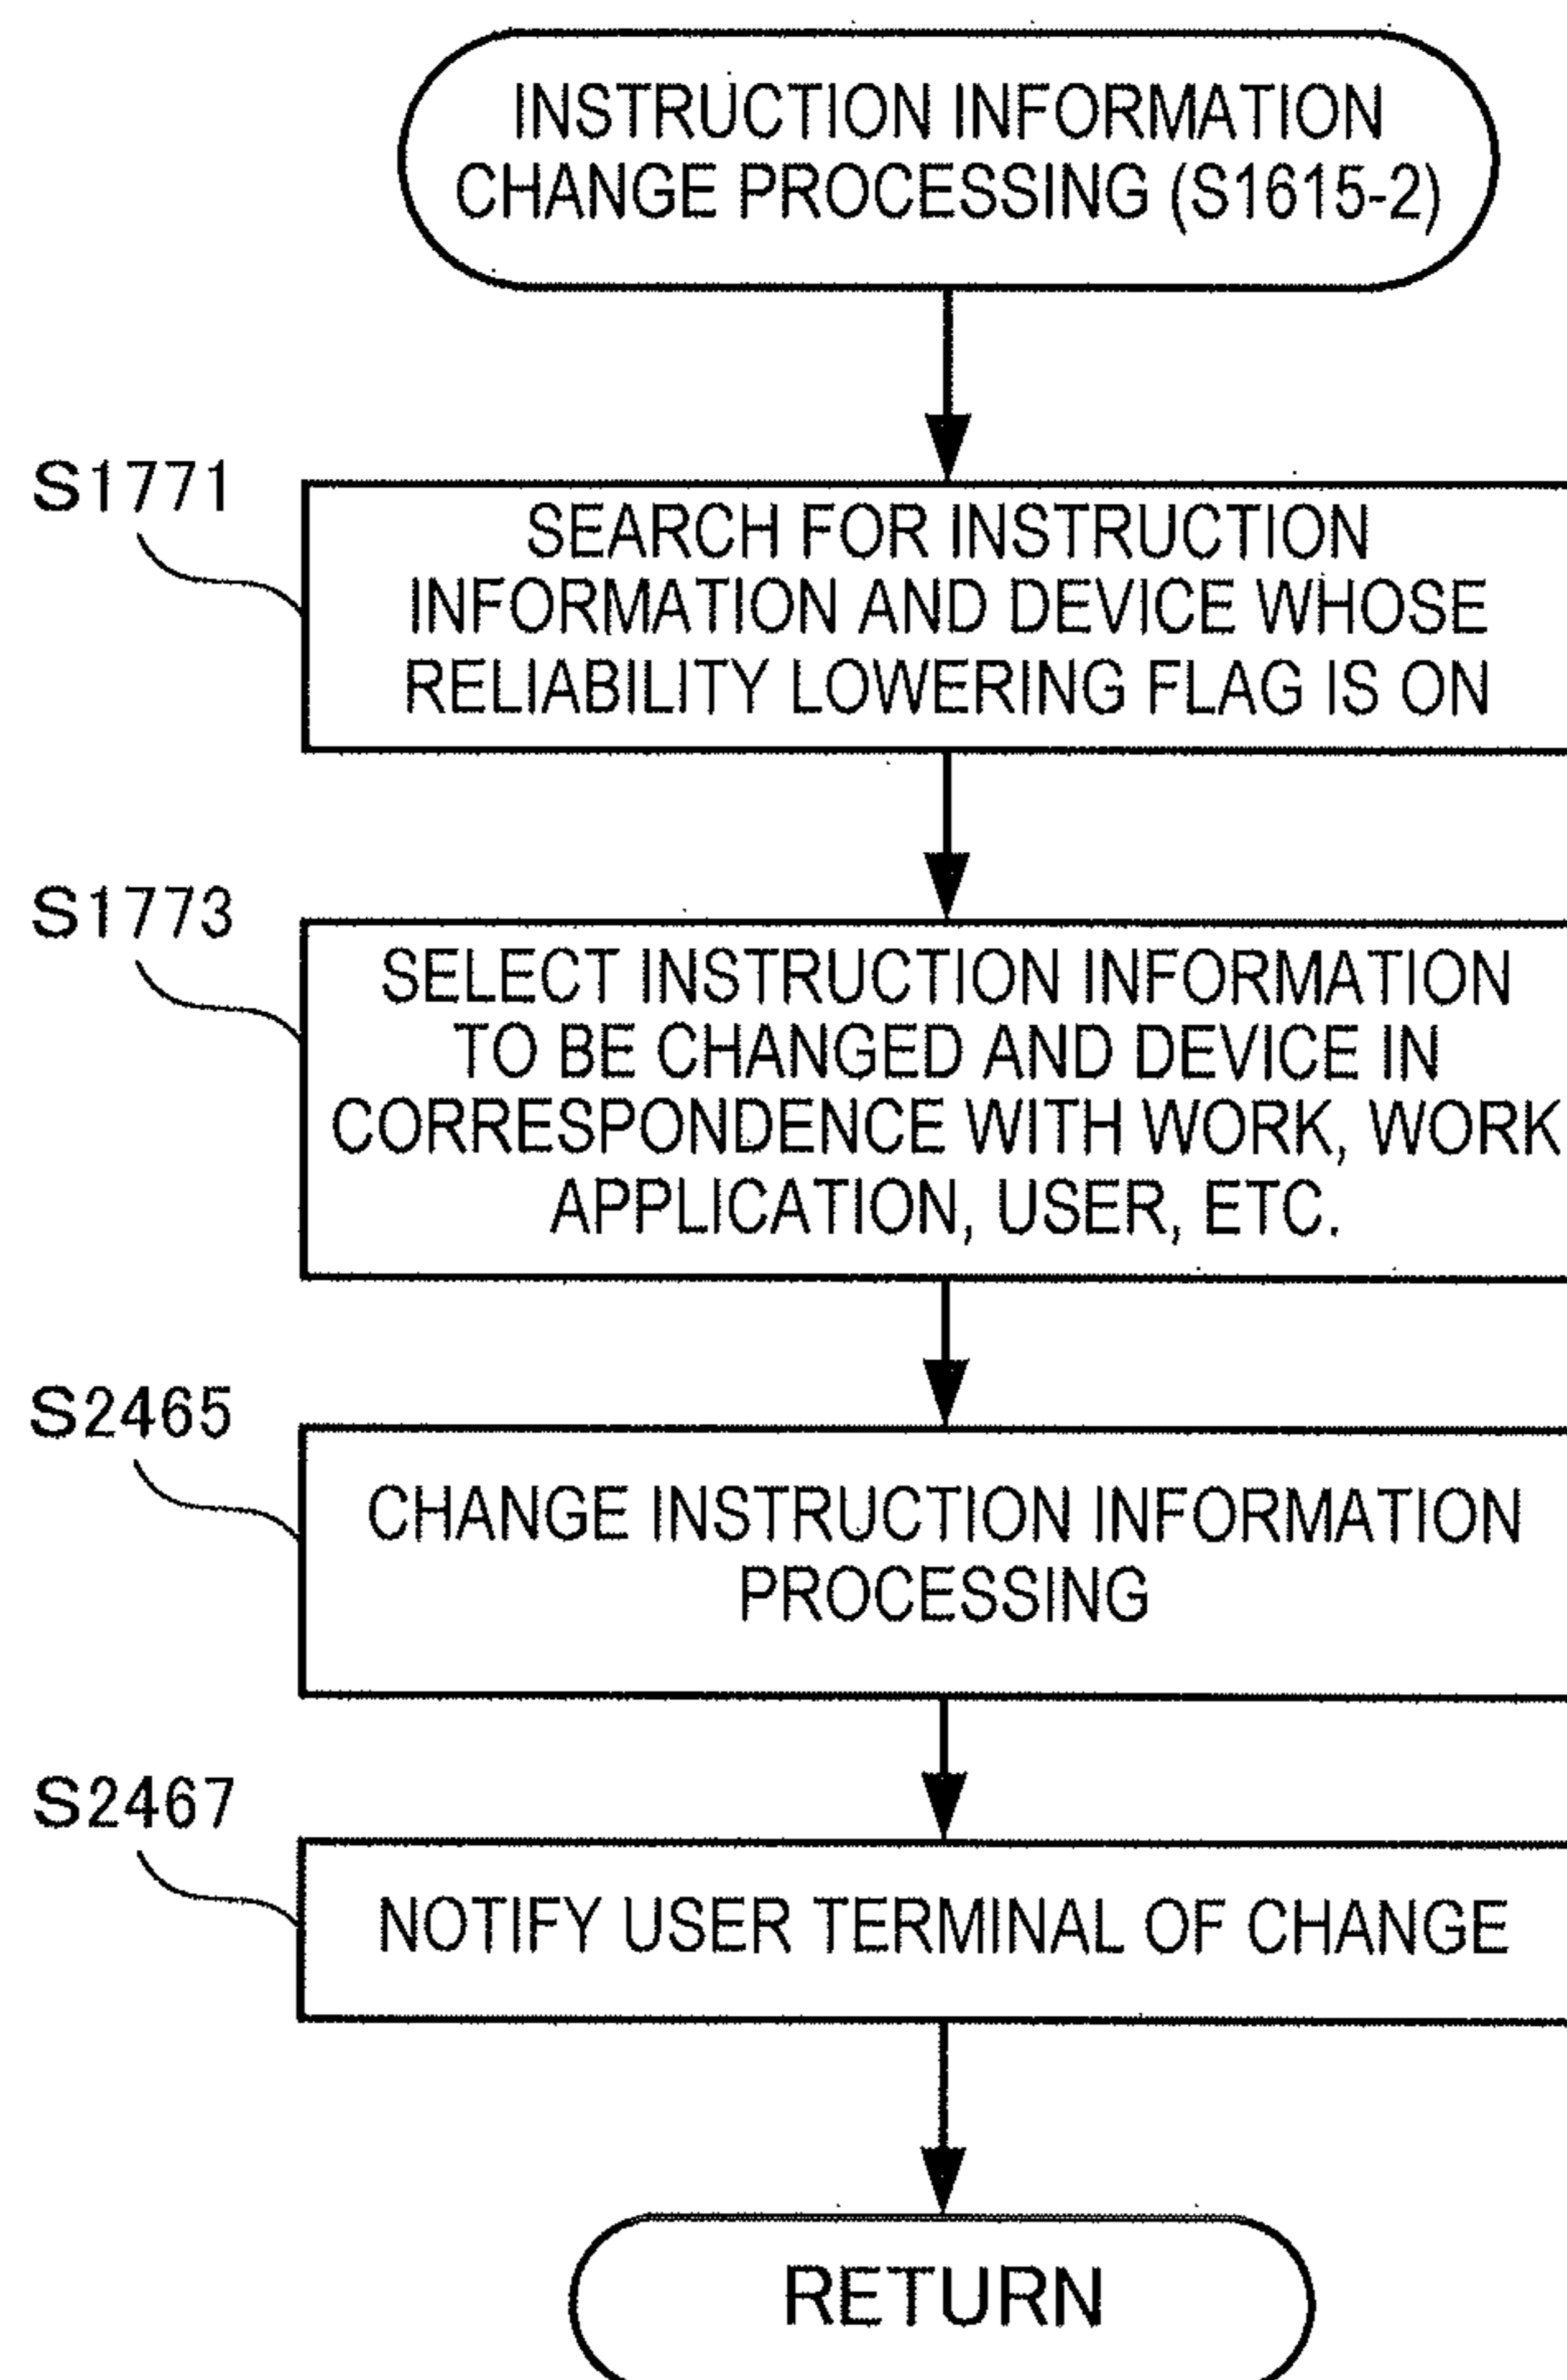 INSTRUCTION INFORMATION
CHANGE PROCESSING (S1615-2)
S1771
SEARCH FOR INSTRUCTION
INFORMATION AND DEVICE WHOSE
RELIABILITY LOWERING FLAG IS ON
S1773
SELECT INSTRUCTION INFORMATION
TO BE CHANGED AND DEVICE IN
CORRESPONDENCE WITH WORK, WORK
APPLICATION, USER, ETC.
S2465
CHANGE INSTRUCTION INFORMATION
PROCESSING
S2467
NOTIFY USER TERMINAL OF CHANGE
RETURN